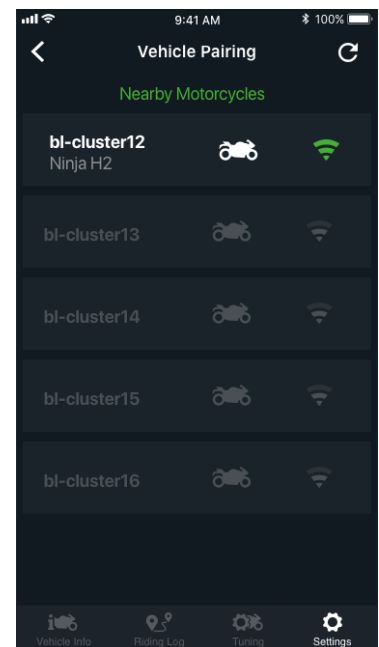 9:41 AM
100%
Vehicle Pairing
Nearby Motorcycles
bl-cluster12
Ninja H2
bl-cluster13
bl-cluster14
bl-cluster15
bl-cluster16
Vehicle Info
Riding Log
Tuning
Settings